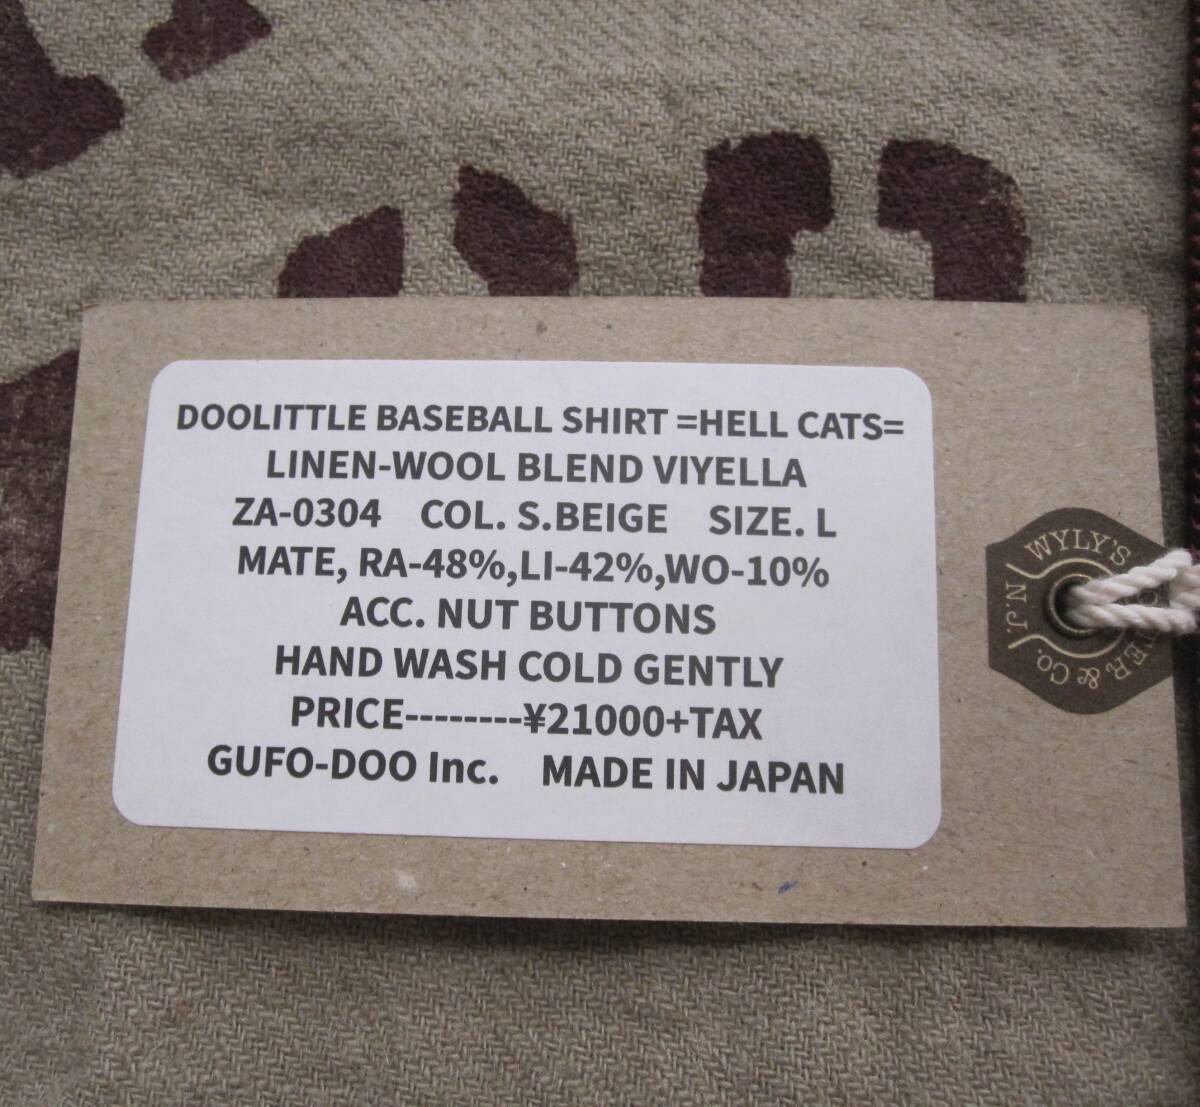 DOOLITTLE BASEBALL SHIRT =HELL CATS=
LINEN-WOOL BLEND VIYELLA
ZA-0304 COL. S.BEIGE SIZE. L
MATE, RA-48%,LI-42%,WO-10%
ACC. NUT BUTTONS
HAND WASH COLD GENTLY
PRICE--------¥21000+TAX
GUFO-DOO Inc. MADE IN JAPAN
WYLY'S
& CO.
N.J.